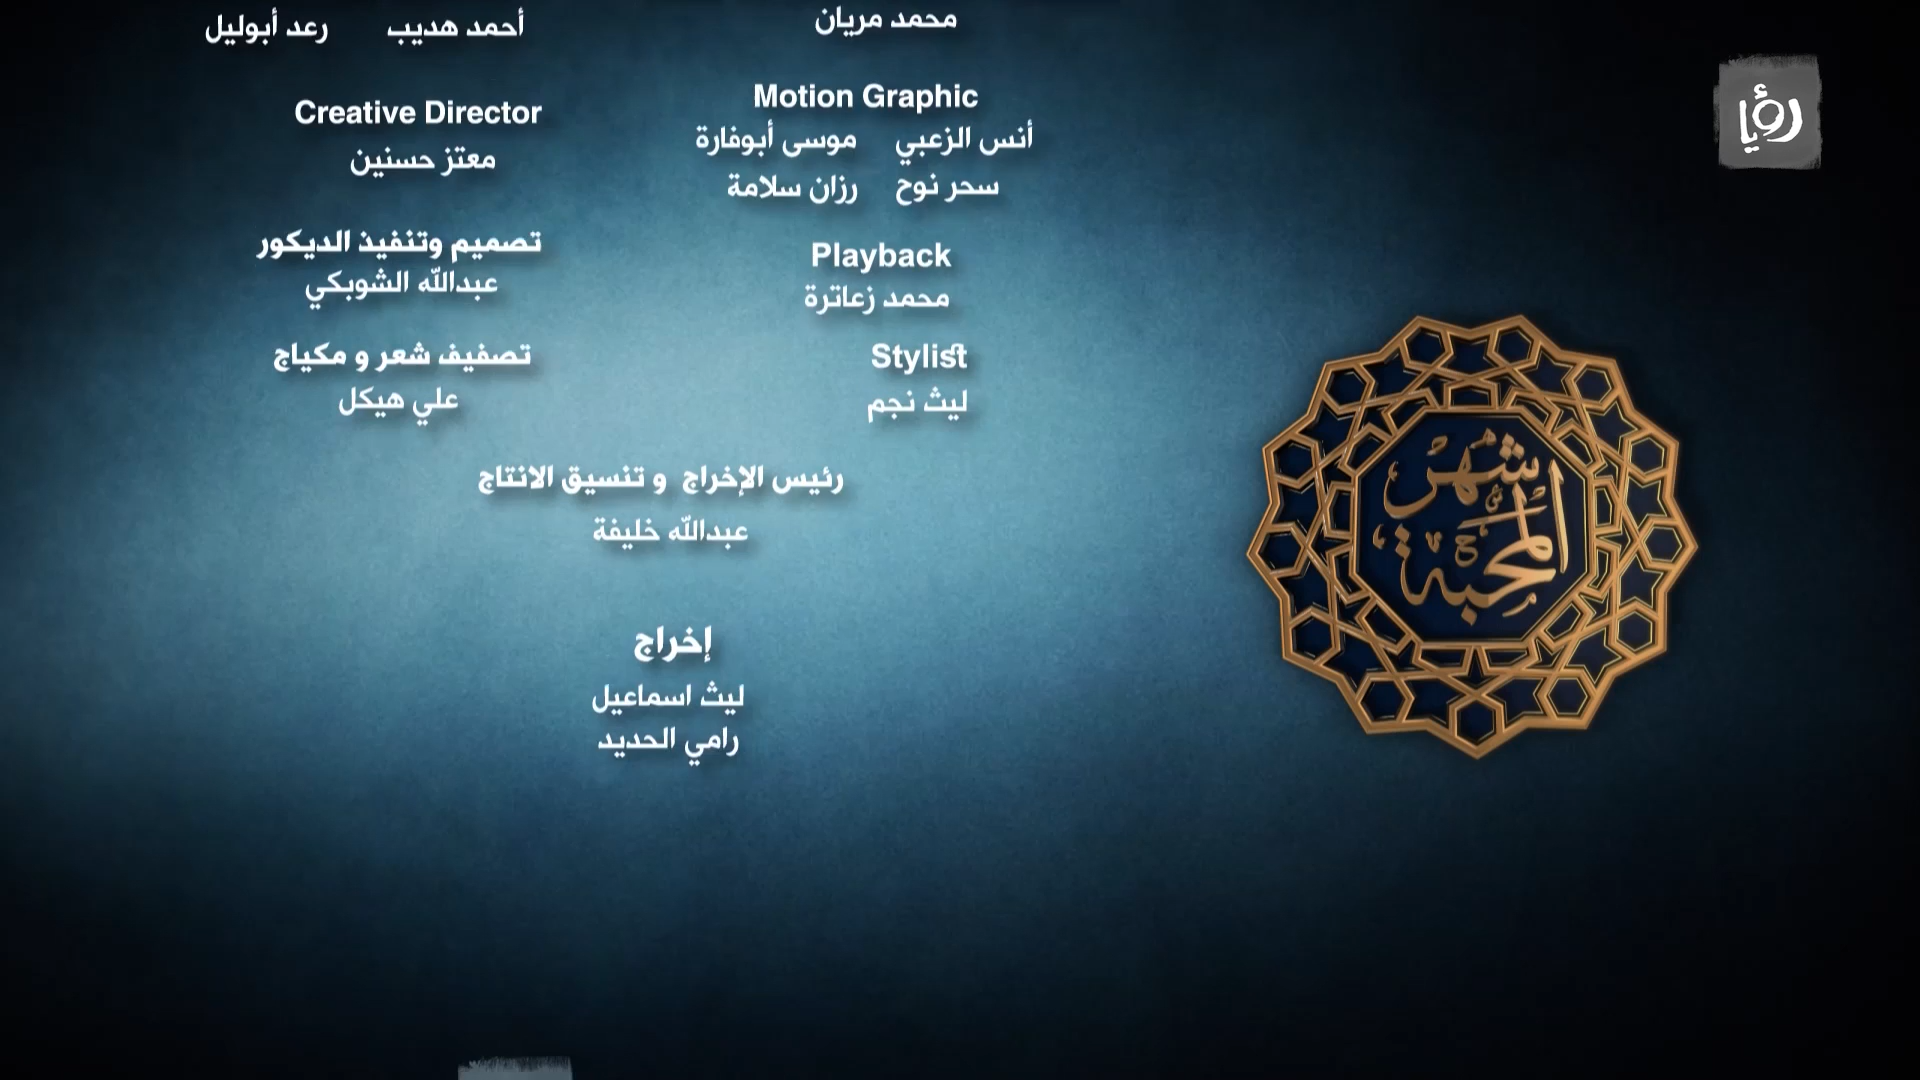 محمد مريان
أحمد هديب رعد أبوليل
Motion Graphic
أنس الزعبي موسى أبوفارة
سحر نوح رزان سلامة
Creative Director
معتز حسنين
Playback
محمد زعاترة
تصميم وتنفيذ الديكور
عبدالله الشوبكي
Stylist
ليث نجم
تصفيف شعر و مكياج
علي هيكل
رئيس الإخراج و تنسيق الانتاج
عبدالله خليفة
إخراج
ليث اسماعيل
رامي الحديد
رؤيا
شهر
المحبة